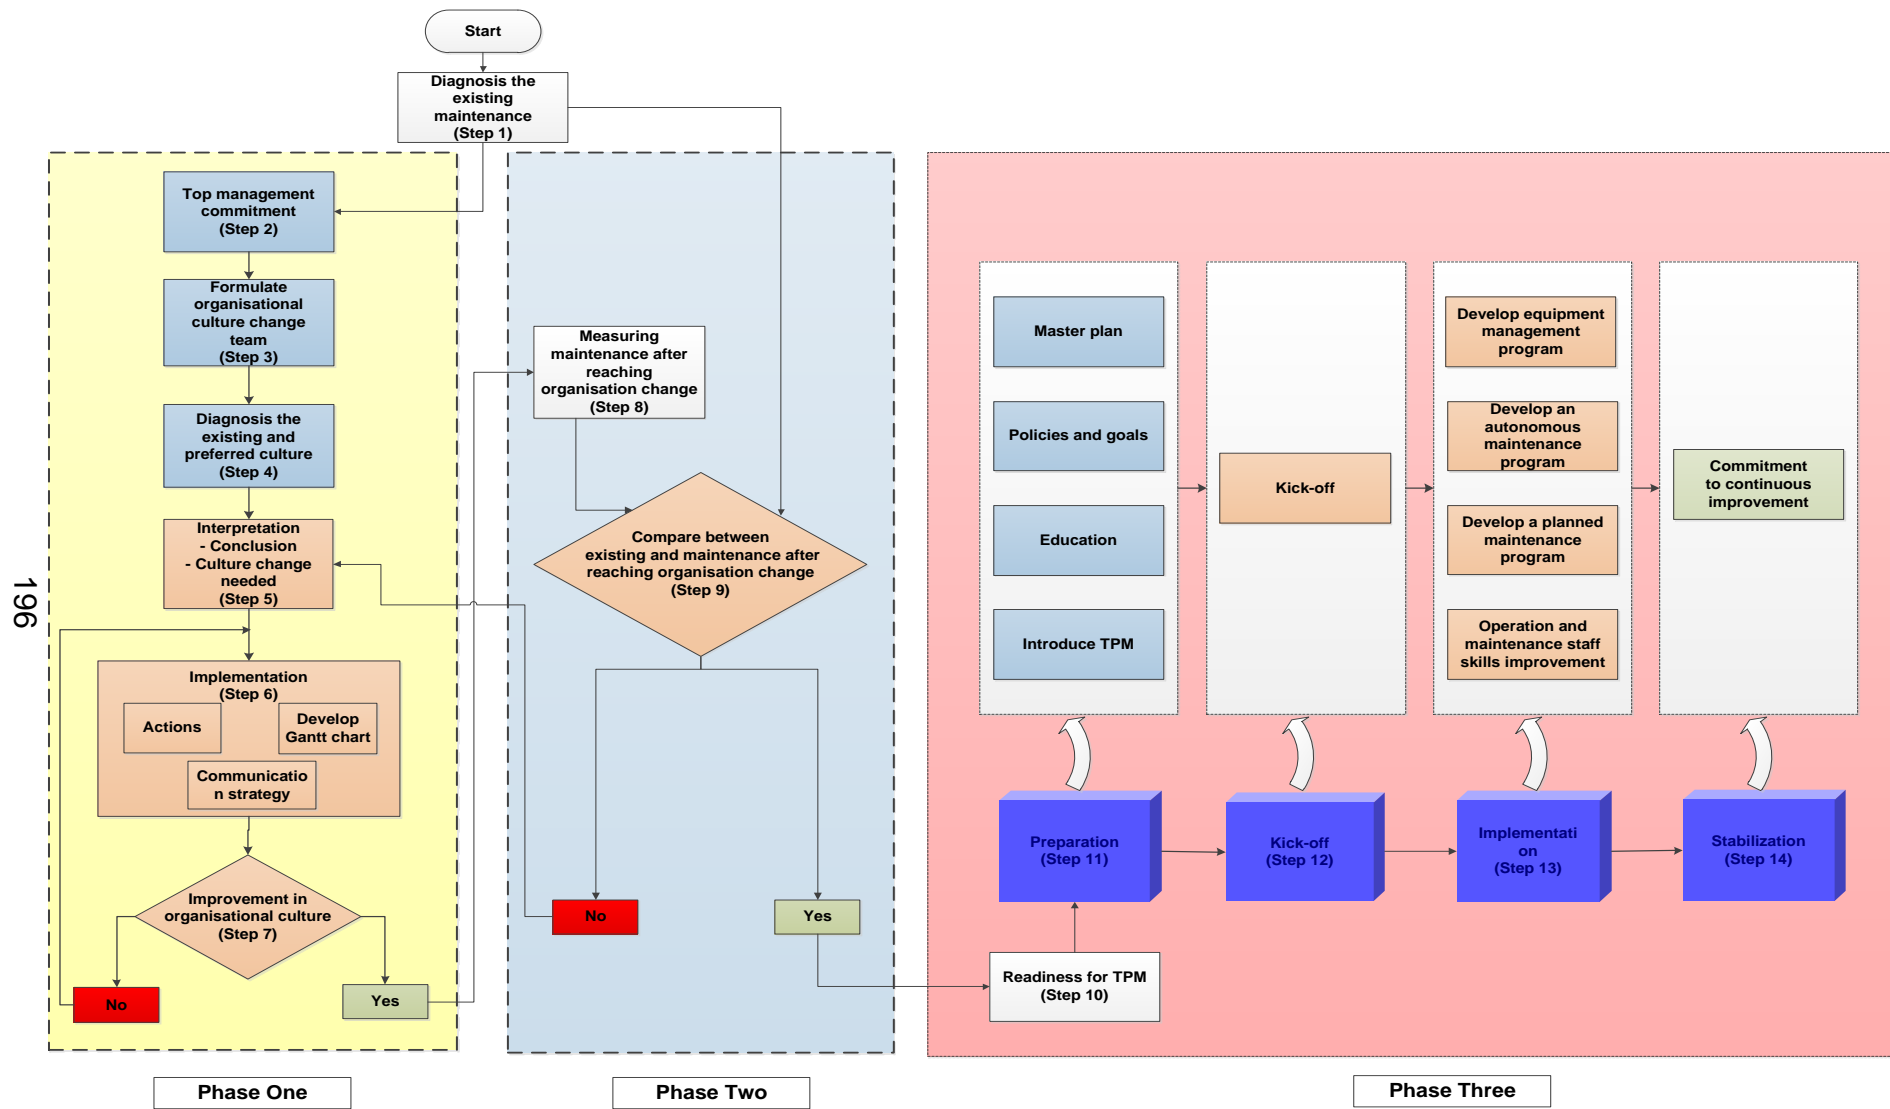 Start
Diagnosis the
existing
maintenance
(Step 1)
Top management
commitment
(Step 2)
Formulate
organisational
culture change
team
(Step 3)
Diagnosis the
existing and
preferred culture
(Step 4)
Interpretation
- Conclusion
- Culture change
needed
(Step 5)
Implementation
(Step 6)
Actions
Develop
Gantt chart
Communicatio
n strategy
Improvement in
organisational culture
(Step 7)
No
Yes
Phase One
Measuring
maintenance after
reaching
organisation change
(Step 8)
Compare between
existing and maintenance after
reaching organisation change
(Step 9)
No
Yes
Phase Two
Master plan
Policies and goals
Education
Introduce TPM
Kick-off
Develop equipment
management
program
Develop an
autonomous
maintenance
program
Develop a planned
maintenance
program
Operation and
maintenance staff
skills improvement
Commitment
to continuous
improvement
Preparation
(Step 11)
Kick-off
(Step 12)
Implementati
on
(Step 13)
Stabilization
(Step 14)
Readiness for TPM
(Step 10)
Phase Three
196